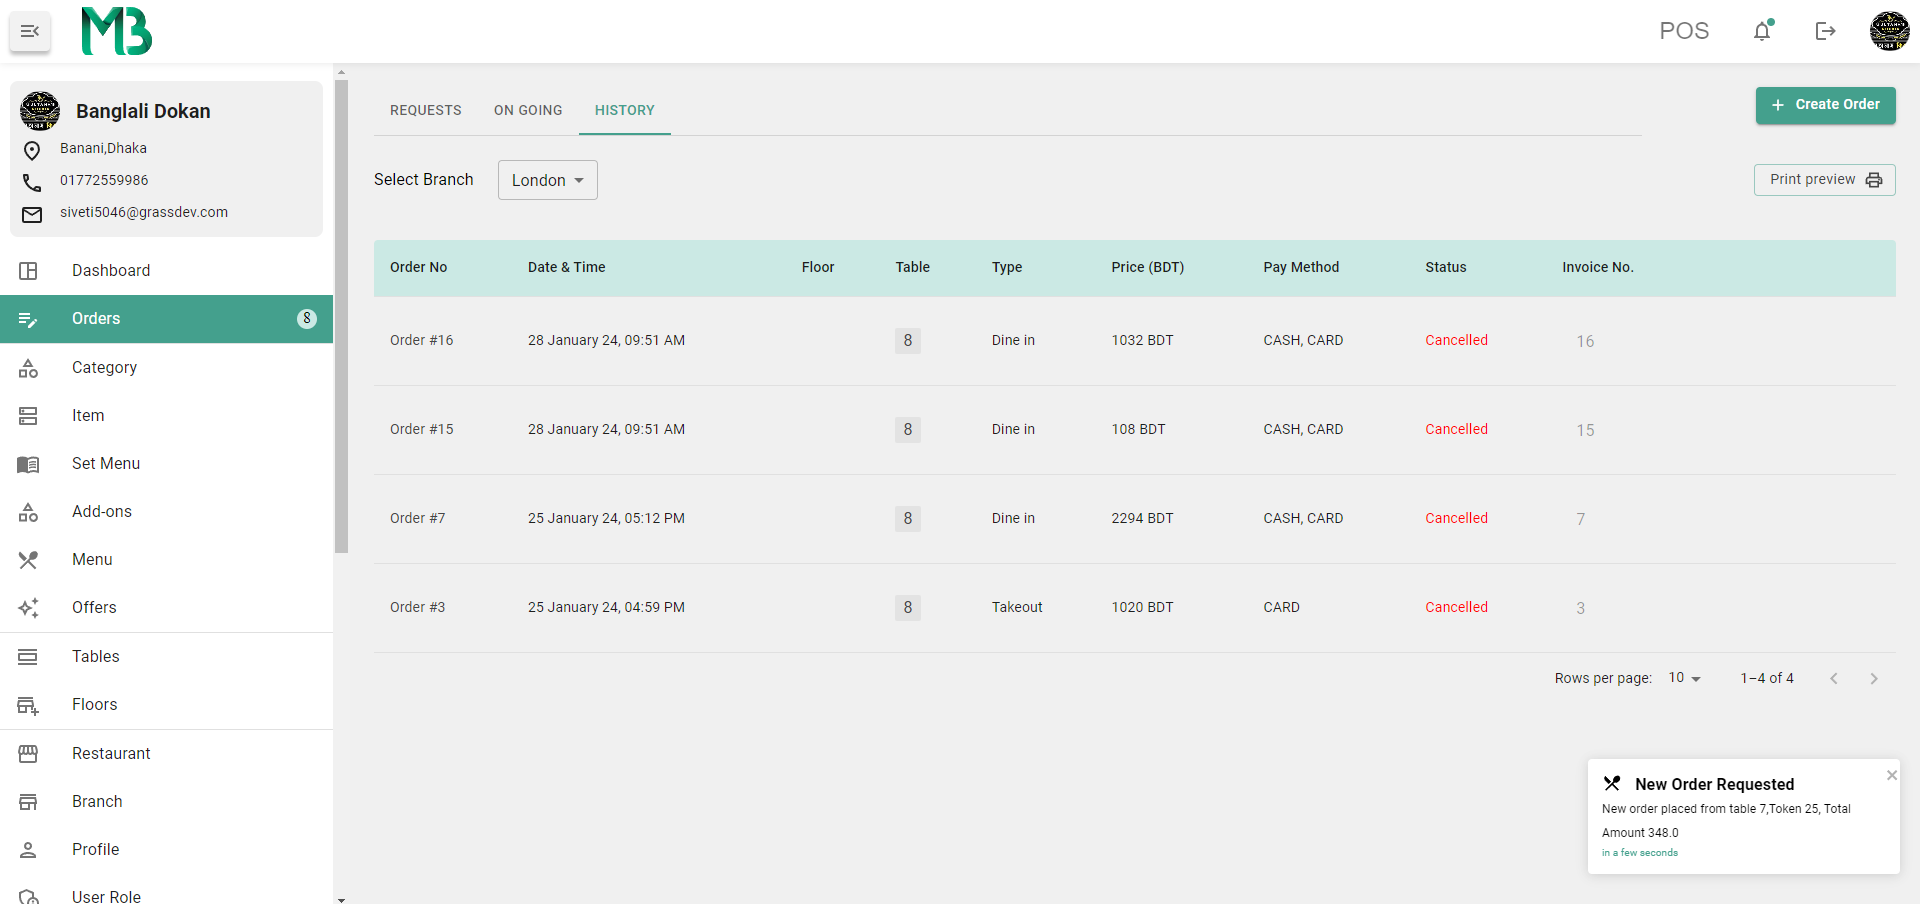 MB
POS
Banglali Dokan
Banani,Dhaka
01772559986
siveti5046@grassdev.com
Dashboard
Orders 8
Category
Item
Set Menu
Add-ons
Menu
Offers
Tables
Floors
Restaurant
Branch
Profile
User Role
REQUESTS ON GOING HISTORY
Create Order
Select Branch London
Print preview
Order No Date & Time Floor Table Type Price (BDT) Pay Method Status Invoice No.
Order #16 28 January 24, 09:51 AM 8 Dine in 1032 BDT CASH, CARD Cancelled 16
Order #15 28 January 24, 09:51 AM 8 Dine in 108 BDT CASH, CARD Cancelled 15
Order #7 25 January 24, 05:12 PM 8 Dine in 2294 BDT CASH, CARD Cancelled 7
Order #3 25 January 24, 04:59 PM 8 Takeout 1020 BDT CARD Cancelled 3
Rows per page: 10 1–4 of 4
New Order Requested
New order placed from table 7,Token 25, Total
Amount 348.0
in a few seconds